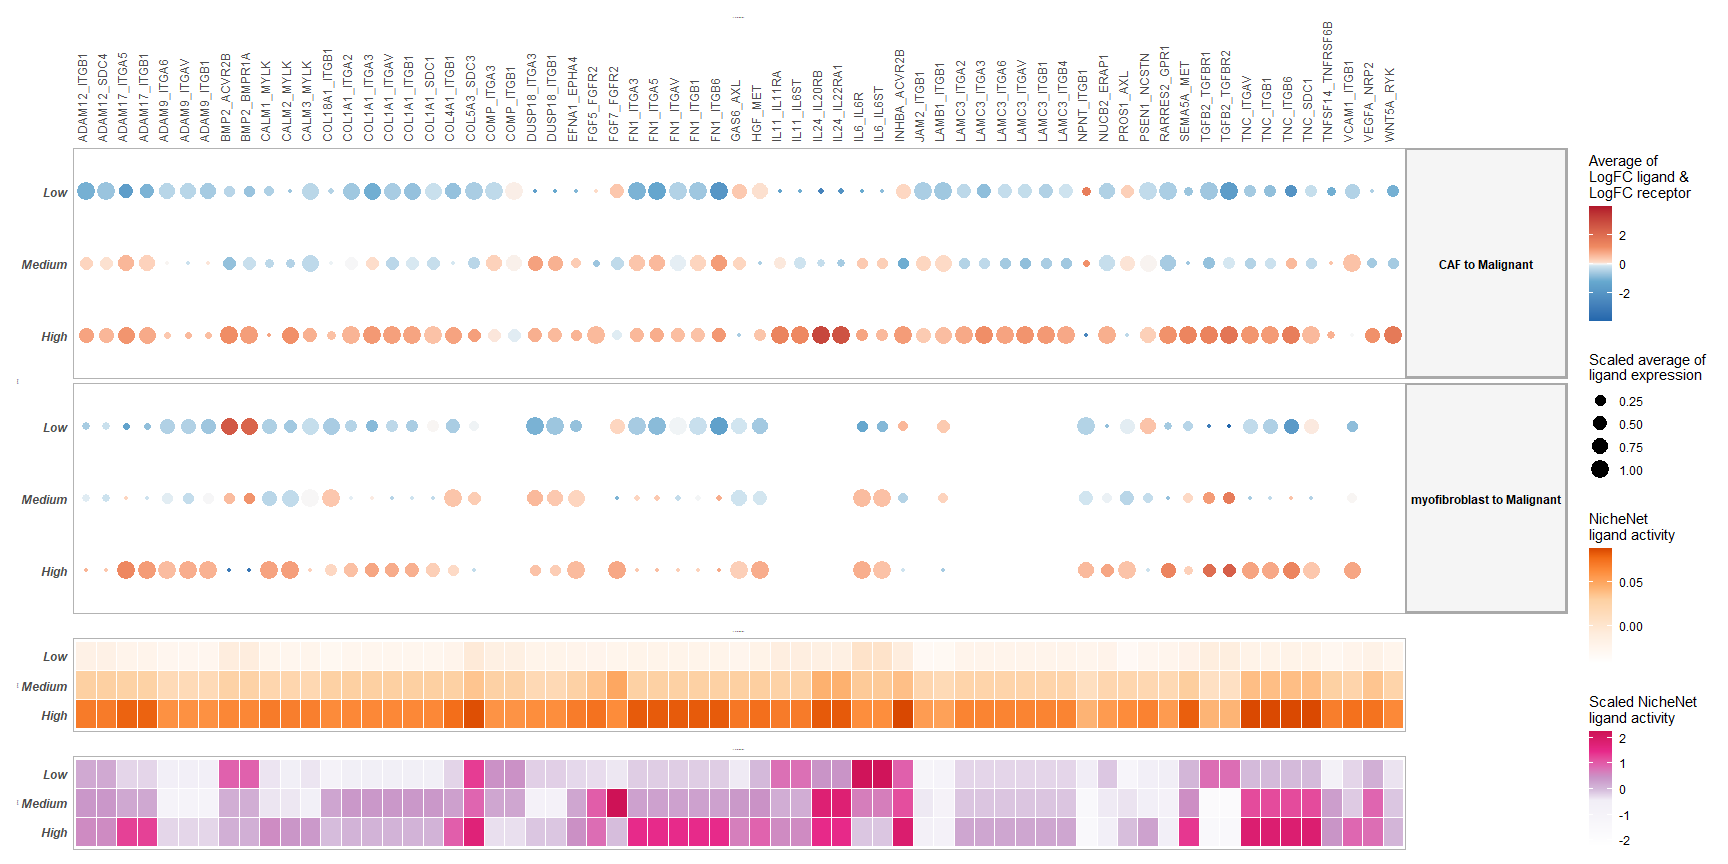 ADAM12_ITGB1
ADAM12_SDC4
ADAM17_ITGA5
ADAM17_ITGB1
ADAM9_ITGA6
ADAM9_ITGAV
ADAM9_ITGB1
BMP2_ACVR2B
BMP2_BMPR1A
CALM1_MYLK
CALM2_MYLK
CALM3_MYLK
COL18A1_ITGB1
COL1A1_ITGA2
COL1A1_ITGA3
COL1A1_ITGAV
COL1A1_ITGB1
COL1A1_SDC1
COL4A1_ITGB1
COL5A3_SDC3
COMP_ITGA3
COMP_ITGB1
DUSP18_ITGA3
DUSP18_ITGB1
EFNA1_EPHA4
FGF5_FGFR2
FGF7_FGFR2
FN1_ITGA3
FN1_ITGA5
FN1_ITGAV
FN1_ITGB1
FN1_ITGB6
GAS6_AXL
HGF_MET
IL11_IL11RA
IL11_IL6ST
IL24_IL20RB
IL24_IL22RA1
IL6_IL6R
IL6_IL6ST
INHBA_ACVR2B
JAM2_ITGB1
LAMB1_ITGB1
LAMC3_ITGA2
LAMC3_ITGA3
LAMC3_ITGA6
LAMC3_ITGAV
LAMC3_ITGB1
LAMC3_ITGB4
NPNT_ITGB1
NUCB2_ERAP1
PROS1_AXL
PSEN1_NCSTN
RARRES2_GPR1
SEMA5A_MET
TGFB2_TGFBR1
TGFB2_TGFBR2
TNC_ITGAV
TNC_ITGB1
TNC_ITGB6
TNC_SDC1
TNFSF14_TNFRSF6B
VCAM1_ITGB1
VEGFA_NRP2
WNT5A_RYK
Low
Medium
High
CAF to Malignant
Low
Medium
High
myofibroblast to Malignant
Low
Medium
High
Low
Medium
High
Average of
LogFC ligand &
LogFC receptor
2
0
-2
Scaled average of
ligand expression
0.25
0.50
0.75
1.00
NicheNet
ligand activity
0.05
0.00
Scaled NicheNet
ligand activity
2
1
0
-1
-2